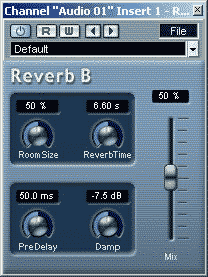 Channel "Audio 01" Insert 1 - R...
R W File
Default
Reverb B
50 % 6.60 s 50 %
RoomSize ReverbTime
50.0 ms -7.5 dB
PreDelay Damp
Mix